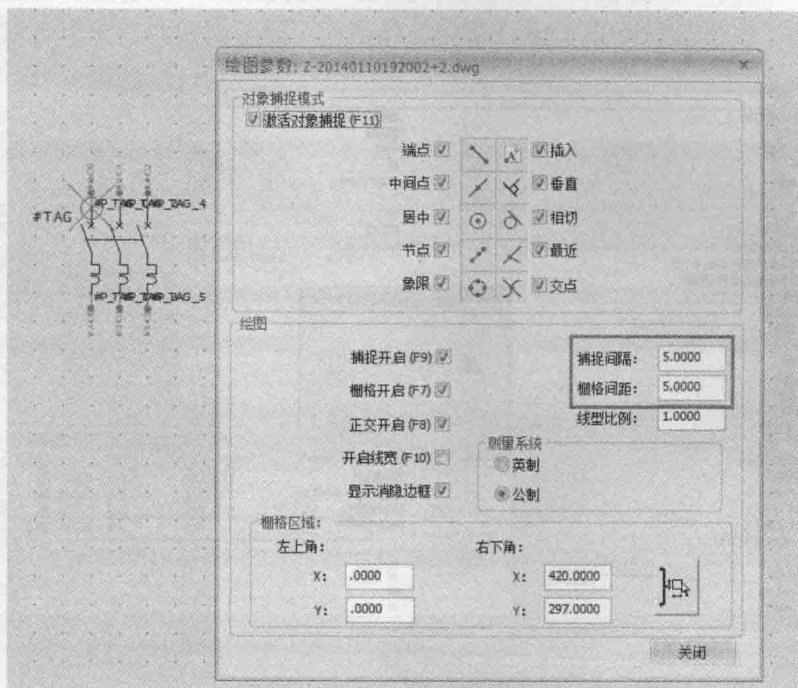 绘图参数: Z-20140110192002+2.dwg
对象捕捉模式
激活对象捕捉 (F11)
端点 插入
中间点 垂直
居中 相切
节点 最近
象限 交点
#TAG
绘图
捕捉开启 (F9) 捕捉间隔: 5.0000
栅格开启 (F7) 栅格间距: 5.0000
正交开启 (F8) 线型比例: 1.0000
开启线宽 (F10) 测量系统
英制
显示消隐边框 公制
栅格区域:
左上角: 右下角:
X: .0000 X: 420.0000
Y: .0000 Y: 297.0000
关闭